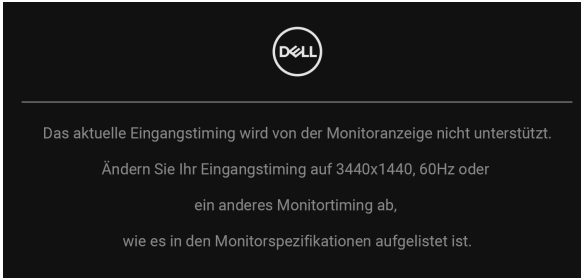 DELL
Das aktuelle Eingangstiming wird von der Monitoranzeige nicht unterstützt.
Ändern Sie Ihr Eingangstiming auf 3440x1440, 60Hz oder
ein anderes Monitortiming ab,
wie es in den Monitorspezifikationen aufgelistet ist.